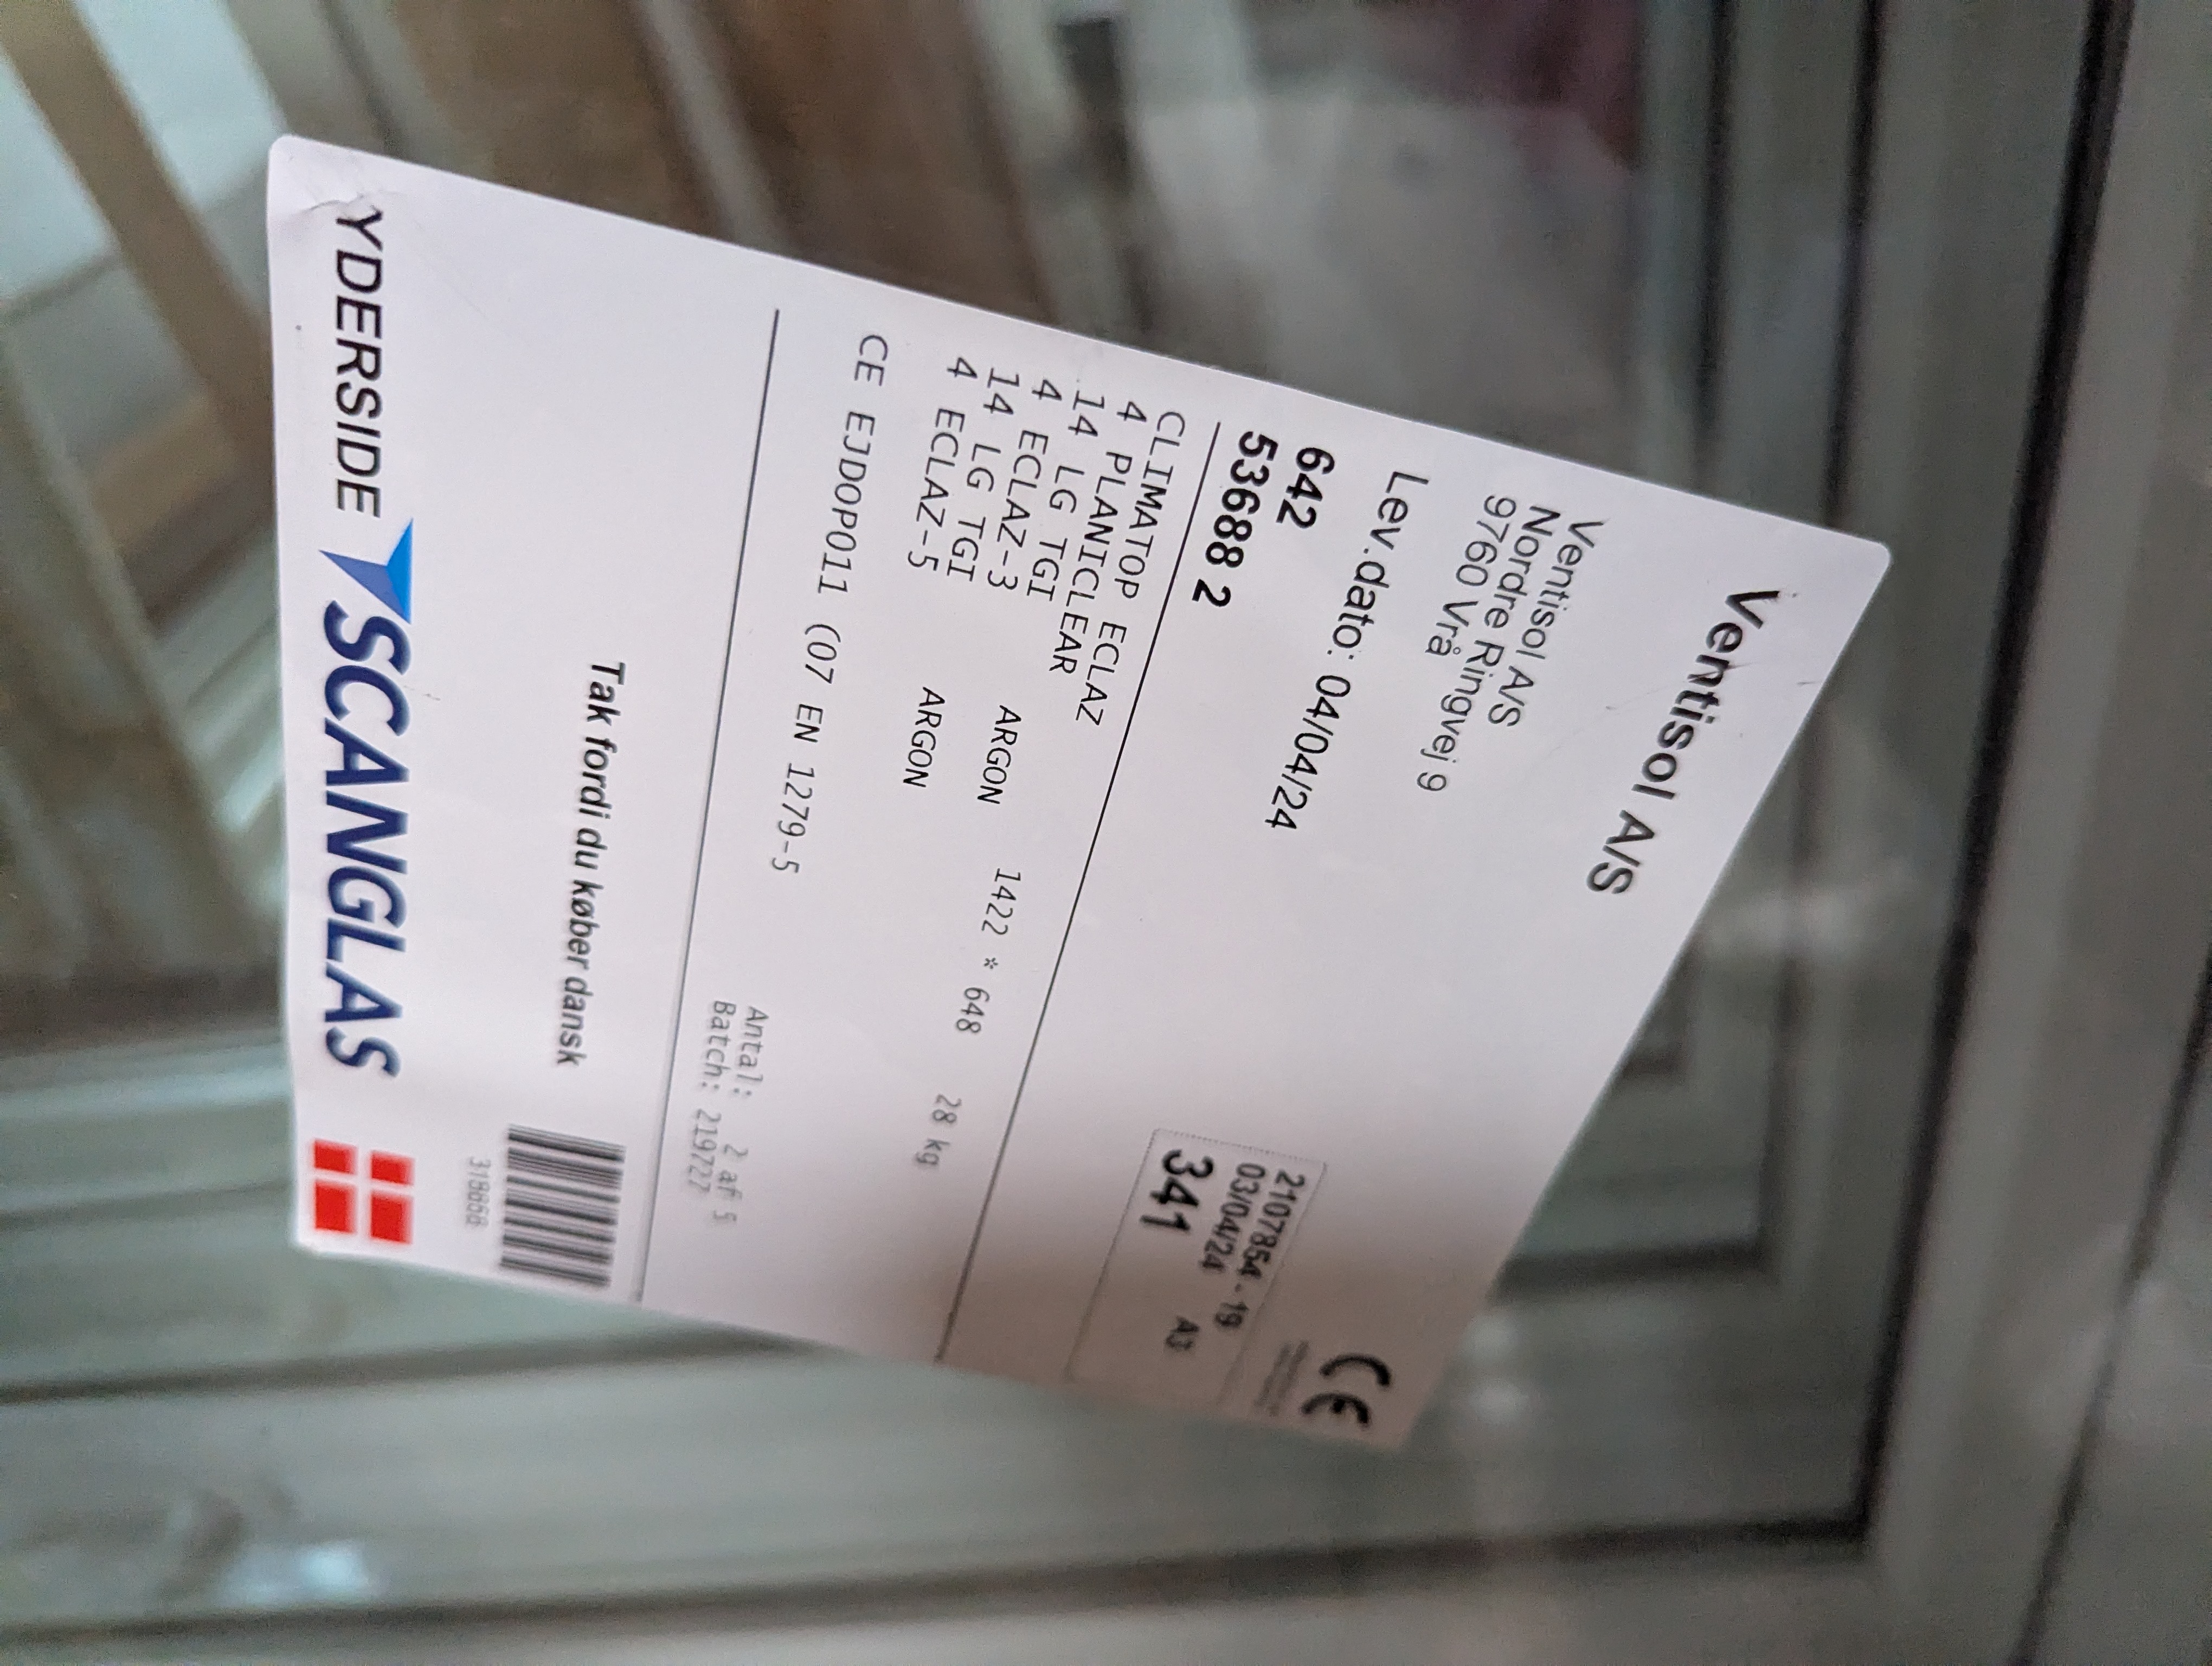 Ventisol A/S
Ventisol A/S
Nordre Ringvej 9
9760 Vrå
CE
Lev.dato: 04/04/24
2107854 - 19
03/04/24
341 A3
642
53688 2
CLIMATOP ECLAZ
4 PLANICLEAR
14 LG TGI ARGON 1422 * 648 28 kg
4 ECLAZ-3
14 LG TGI ARGON
4 ECLAZ-5
CE EJDOP011 (07 EN 1279-5
Antal: 2 af 5
Batch: 219727
Tak fordi du køber dansk
YDERSIDE SCANGLAS